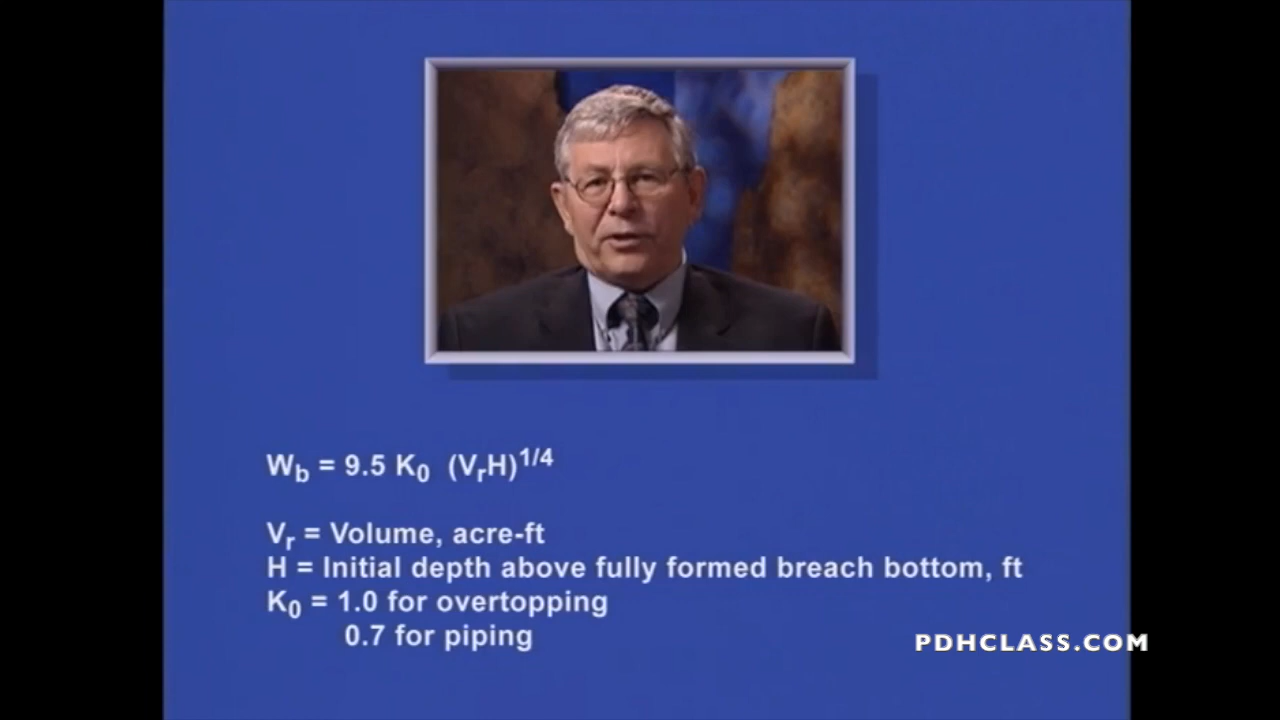 W_b = 9.5 K_0 (V_rH)^1/4
V_r = Volume, acre-ft
H = Initial depth above fully formed breach bottom, ft
K_0 = 1.0 for overtopping
0.7 for piping
PDHCLASS.COM